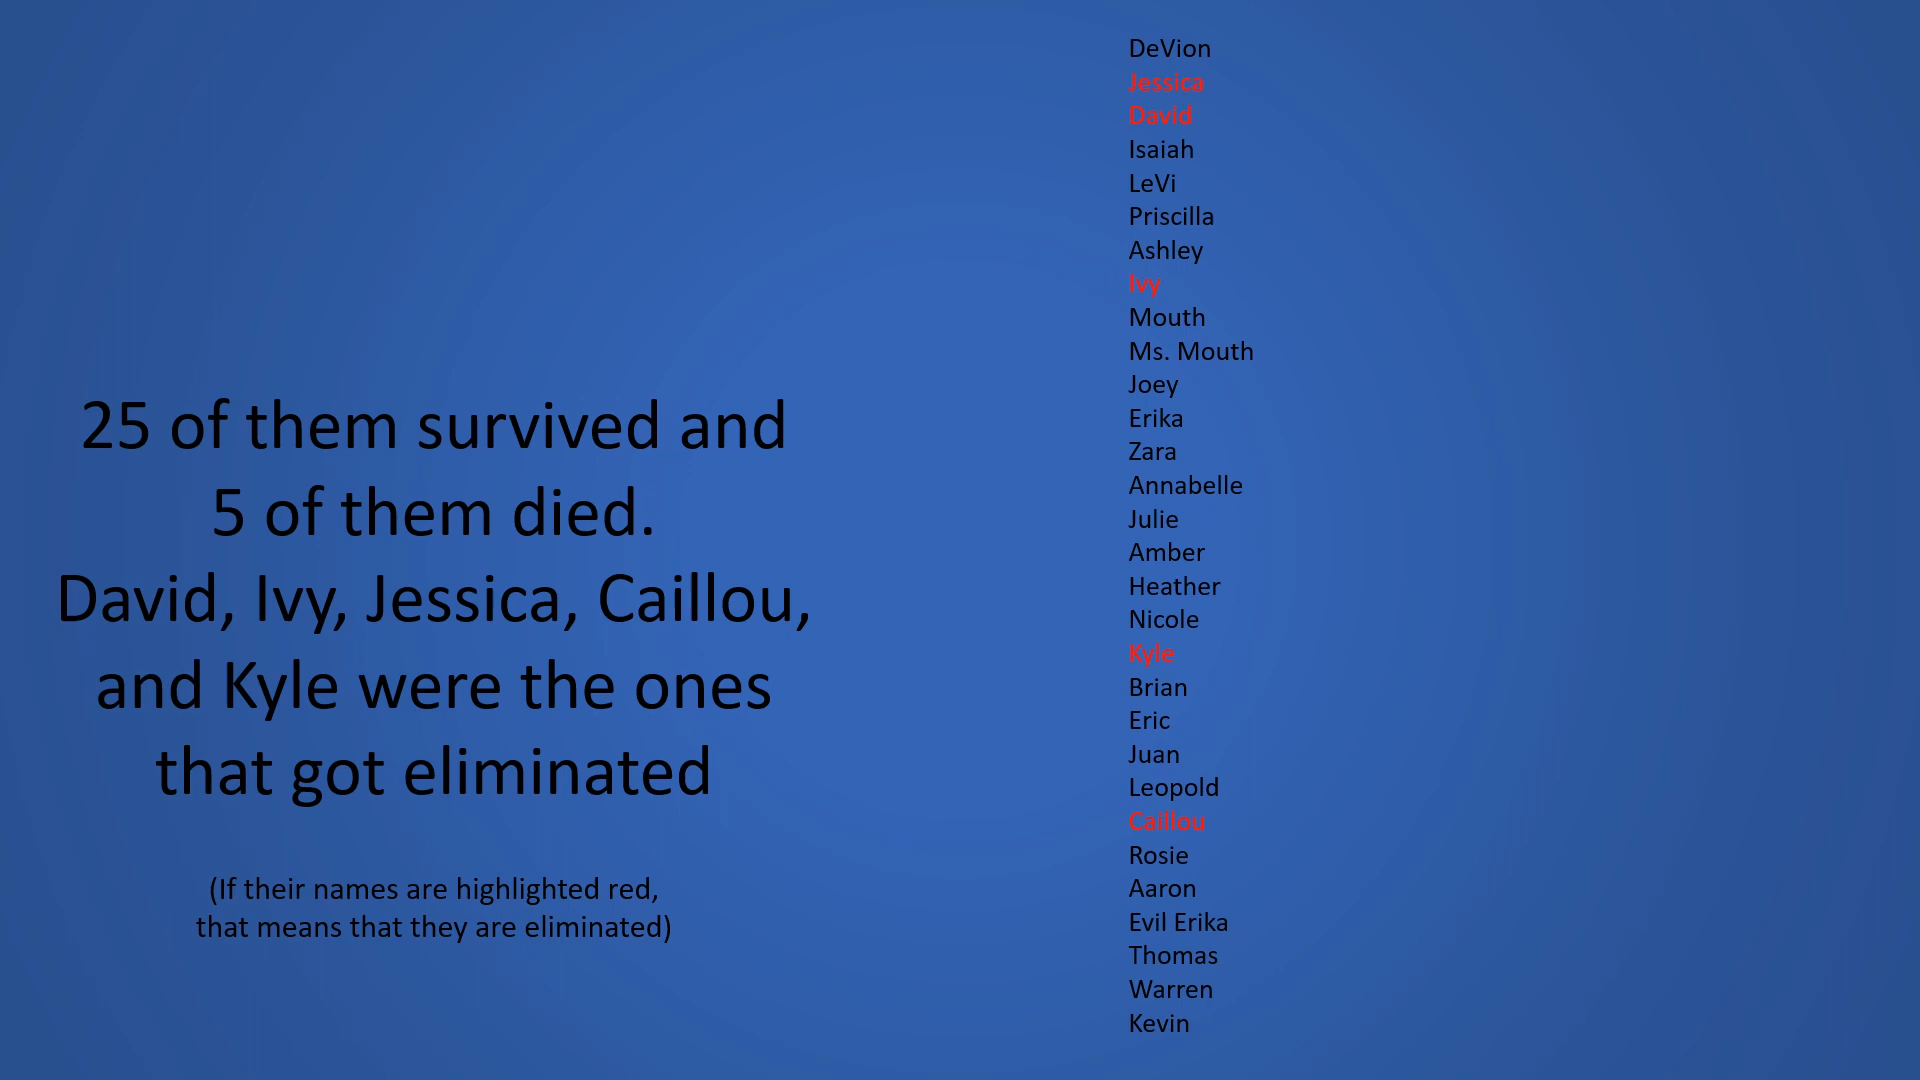 25 of them survived and
5 of them died.
David, Ivy, Jessica, Caillou,
and Kyle were the ones
that got eliminated
(If their names are highlighted red,
that means that they are eliminated)
DeVion
Jessica
David
Isaiah
LeVi
Priscilla
Ashley
Ivy
Mouth
Ms. Mouth
Joey
Erika
Zara
Annabelle
Julie
Amber
Heather
Nicole
Kyle
Brian
Eric
Juan
Leopold
Caillou
Rosie
Aaron
Evil Erika
Thomas
Warren
Kevin